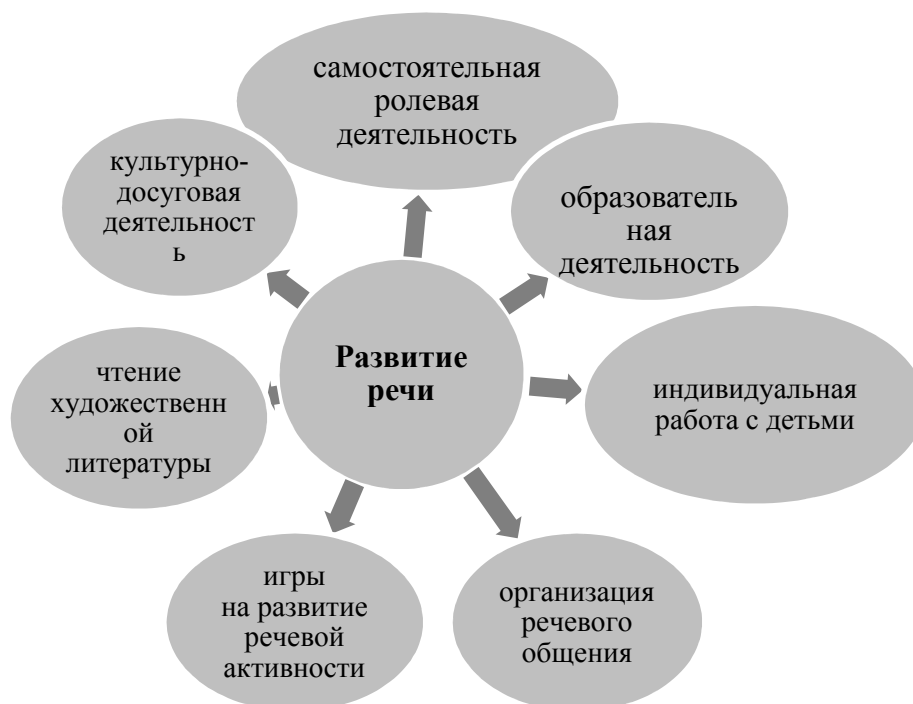 самостоятельная
ролевая
деятельность
культурно-
досуговая
деятельност
ь
образователь
ная
деятельность
Развитие
речи
чтение
художественн
ой
литературы
индивидуальная
работа с детьми
игры
на развитие
речевой
активности
организация
речевого
общения